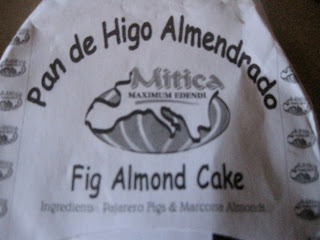 Pan de Higo Almendrado
Mitica
MAXIMUM EDENDI
Fig Almond Cake
Ingredients: Pajarero Figs & Marcona Almonds